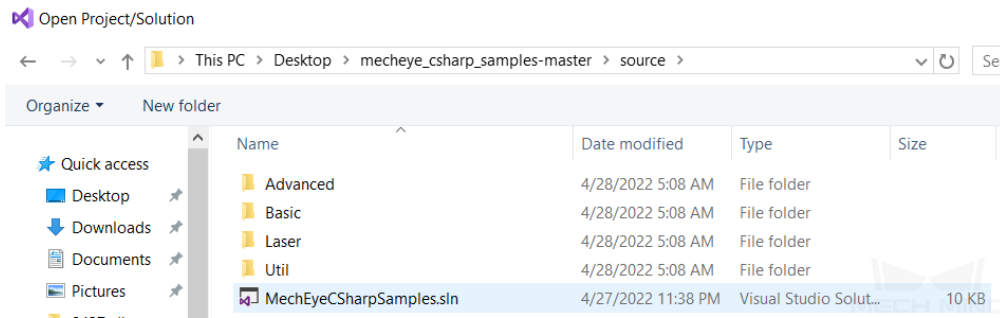 Open Project/Solution
This PC > Desktop > mecheye_csharp_samples-master > source >
Se
Organize New folder
Name Date modified Type Size
Quick access
Desktop
Downloads
Documents
Pictures
Advanced 4/28/2022 5:08 AM File folder
Basic 4/28/2022 5:08 AM File folder
Laser 4/28/2022 5:08 AM File folder
Util 4/28/2022 5:08 AM File folder
MechEyeCSharpSamples.sln 4/27/2022 11:38 PM Visual Studio Solut... 10 KB
MECH MIND